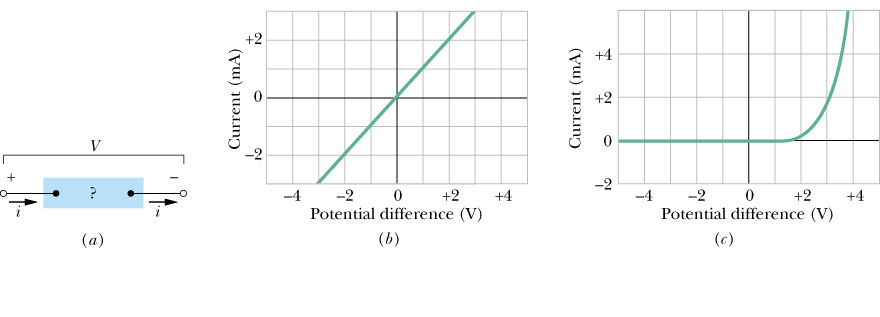 V
+
−
?
i
i
(a)
Current (mA)
+2
0
−2
−4
−2
0
+2
+4
Potential difference (V)
(b)
Current (mA)
+4
+2
0
−2
−4
−2
0
+2
+4
Potential difference (V)
(c)